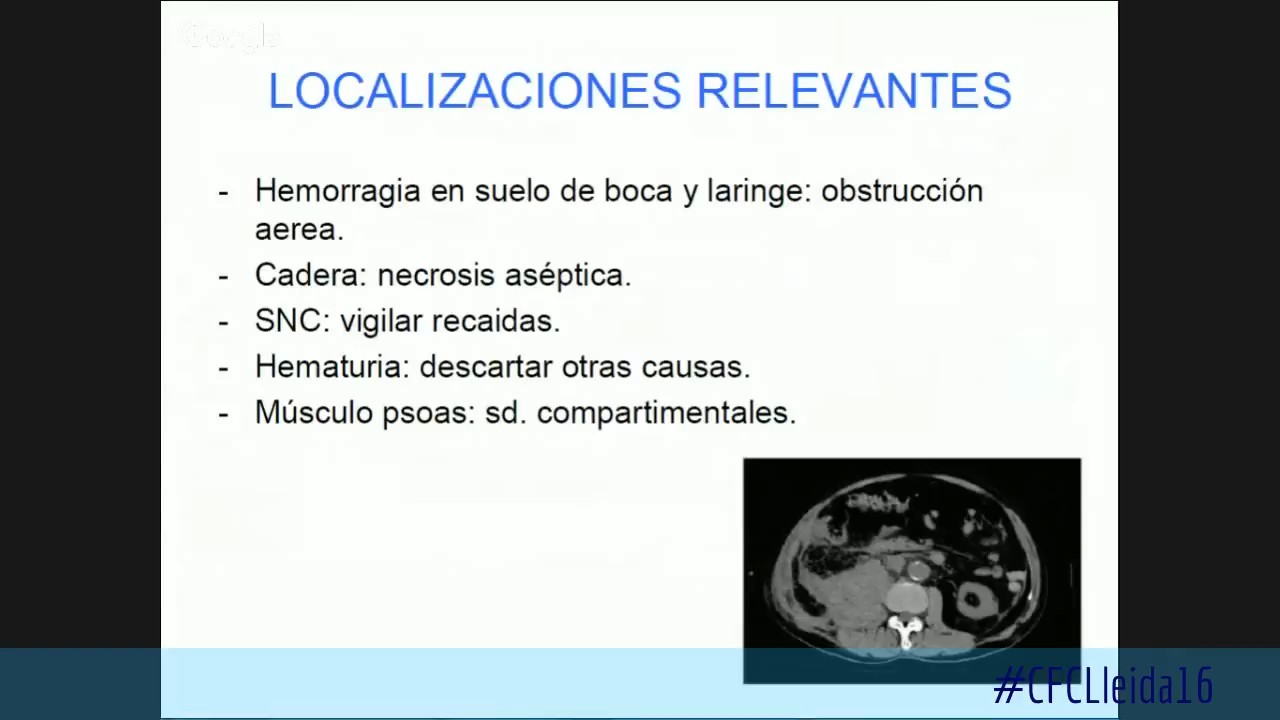 Google
LOCALIZACIONES RELEVANTES
- Hemorragia en suelo de boca y laringe: obstrucción
aerea.
- Cadera: necrosis aséptica.
- SNC: vigilar recaidas.
- Hematuria: descartar otras causas.
- Músculo psoas: sd. compartimentales.
#CFCLleida16